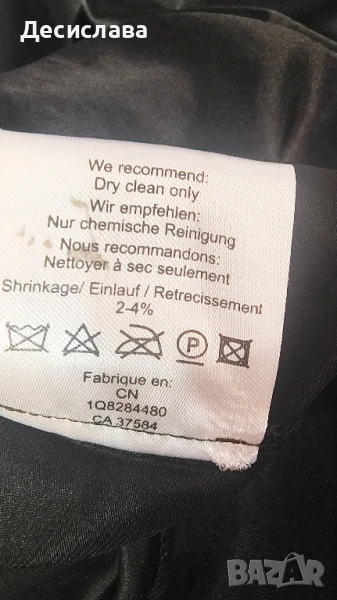 Десислава
We recommend:
Dry clean only
Wir empfehlen:
Nur chemische Reinigung
Nous recommandons:
Nettoyer à sec seulement
Shrinkage/ Einlauf / Retrecissement
2-4%
P
Fabrique en:
CN
1Q8284480
CA 37584
BAZAR